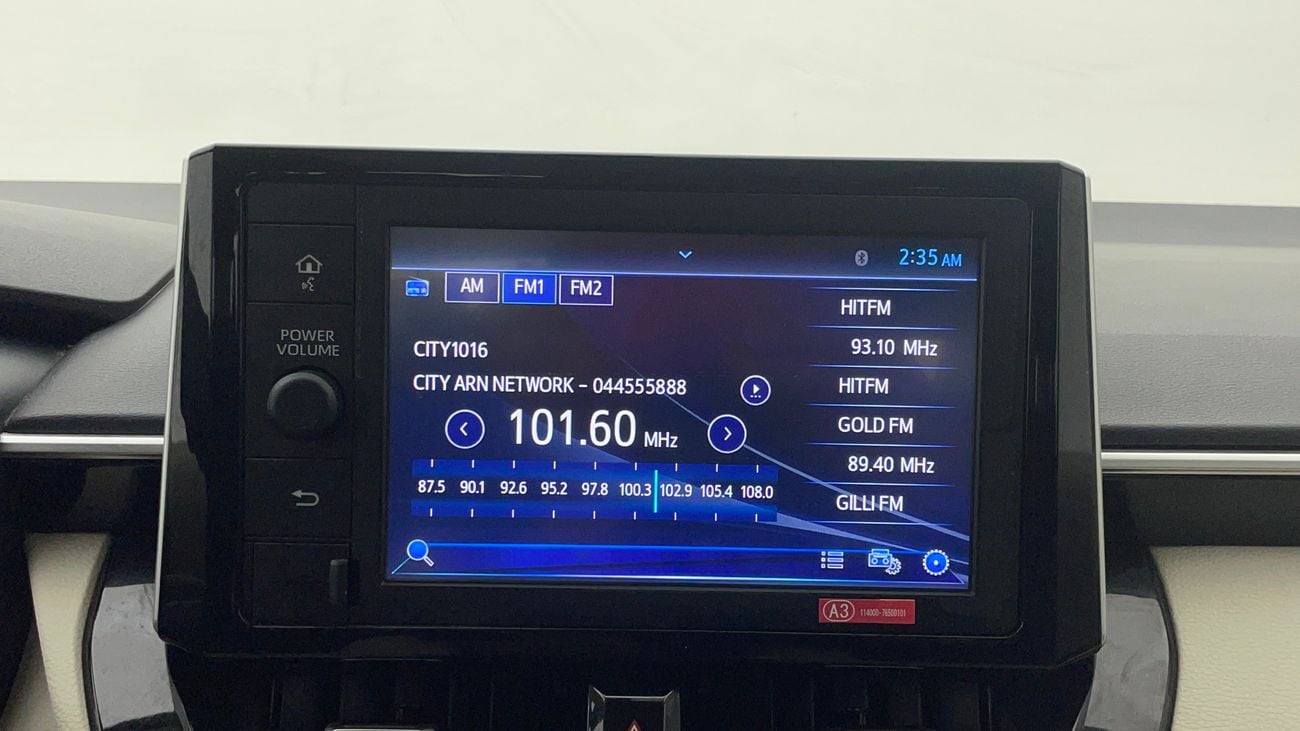 2:35 AM
AM FM1 FM2
HITFM
POWER
VOLUME
CITY1016
93.10 MHz
CITY ARN NETWORK - 044555888
HITFM
101.60 MHz
GOLD FM
89.40 MHz
87.5 90.1 92.6 95.2 97.8 100.3 102.9 105.4 108.0
GILLI FM
A3 114000-76500101